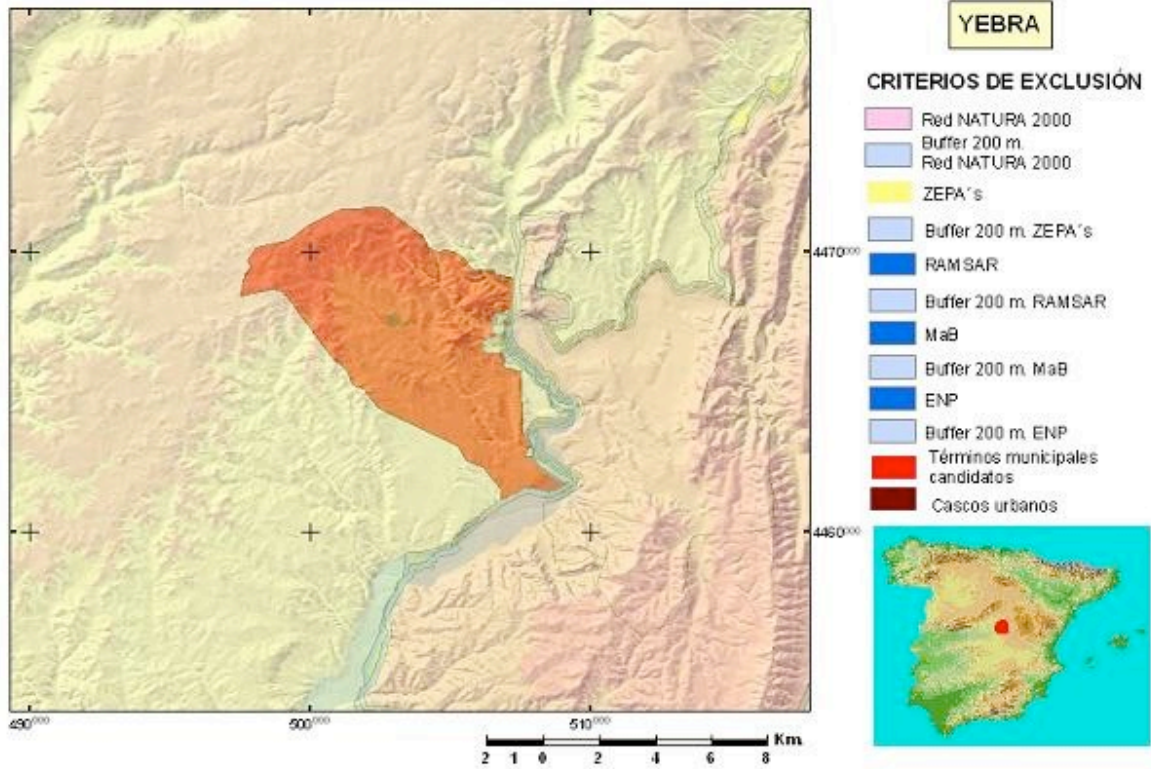 YEBRA
CRITERIOS DE EXCLUSIÓN
Red NATURA 2000
Buffer 200 m.
Red NATURA 2000
ZEPA´s
Buffer 200 m. ZEPA´s
RAMSAR
Buffer 200 m. RAMSAR
MaB
Buffer 200 m. MaB
ENP
Buffer 200 m. ENP
Términos municipales
candidatos
Cascos urbanos
4470000
4460000
490000 500000 510000
2 1 0 2 4 6 8 Km.